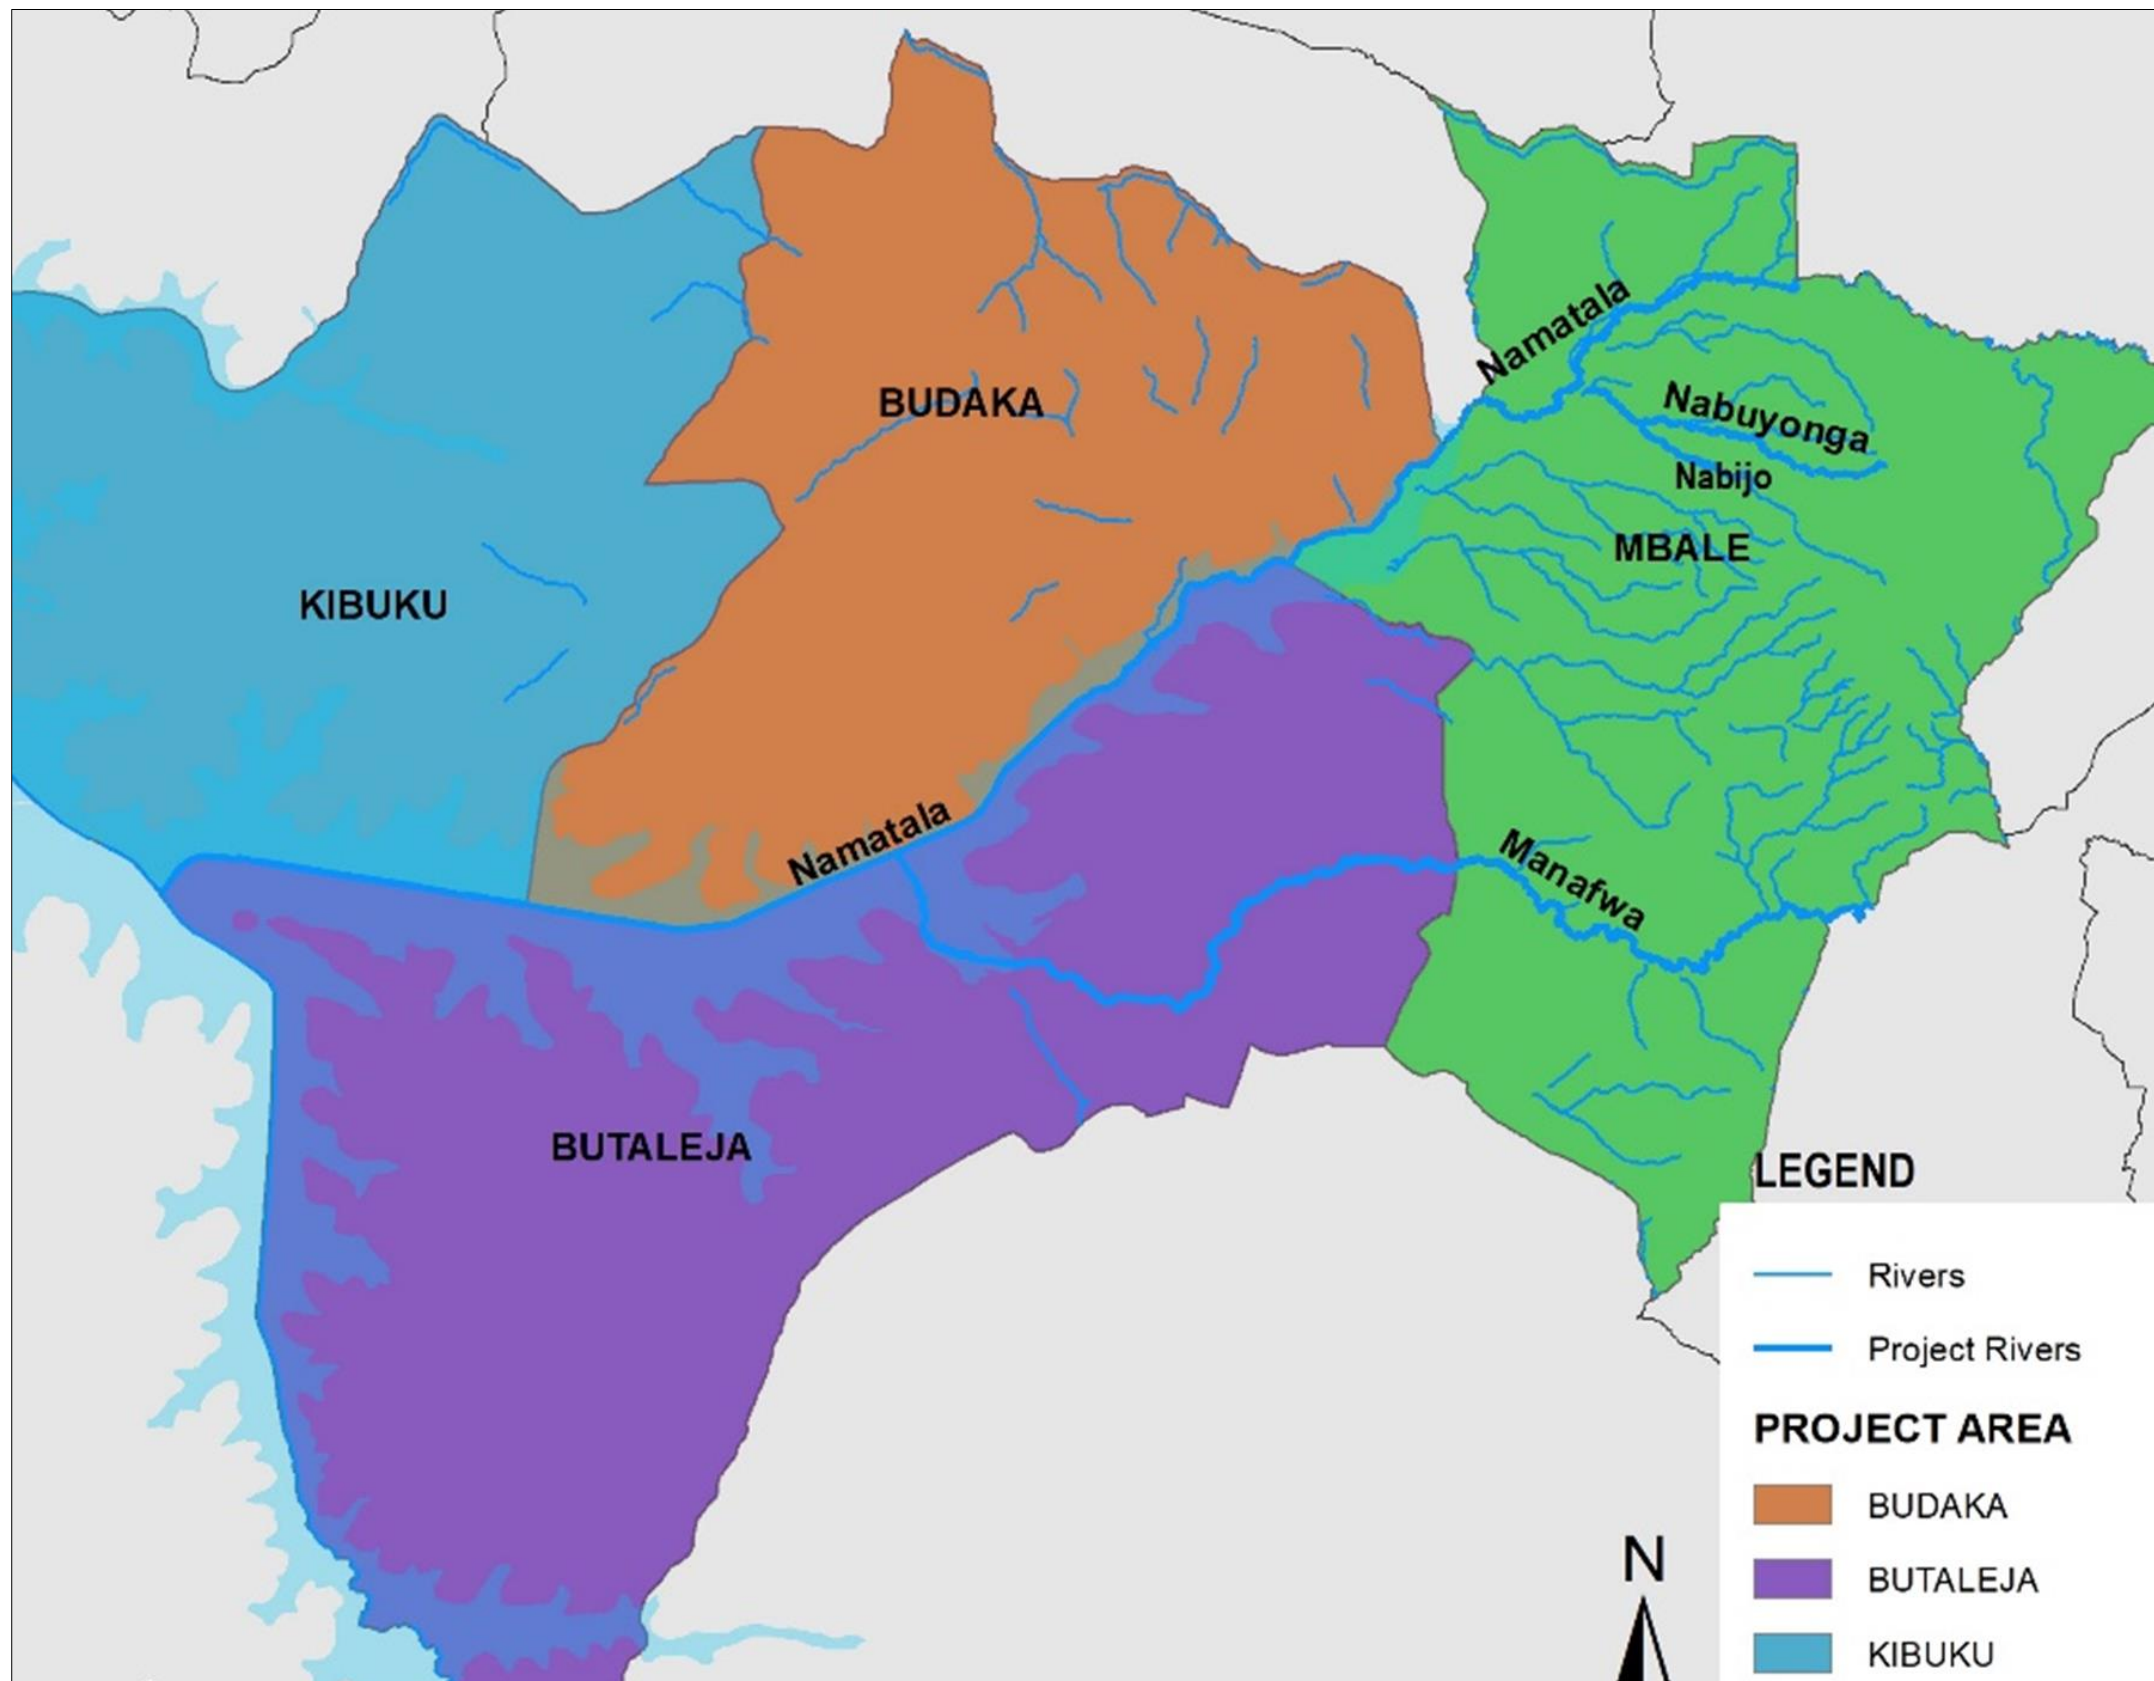 Namatala
Nabuyonga
BUDAKA
Nabijo
MBALE
KIBUKU
Namatala
Manafwa
BUTALEJA
LEGEND
Rivers
Project Rivers
PROJECT AREA
BUDAKA
BUTALEJA
KIBUKU
N